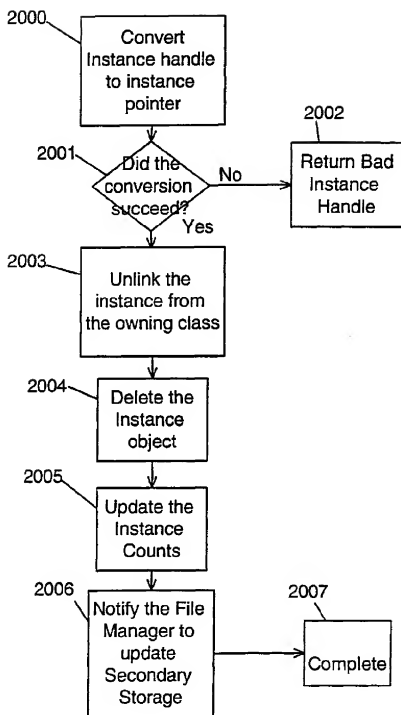 2000
Convert
Instance handle
to instance
pointer
2001
Did the
conversion
succeed?
No
Yes
2002
Return Bad
Instance
Handle
2003
Unlink the
instance from
the owning class
2004
Delete the
Instance
object
2005
Update the
Instance
Counts
2006
Notify the File
Manager to
update
Secondary
Storage
2007
Complete